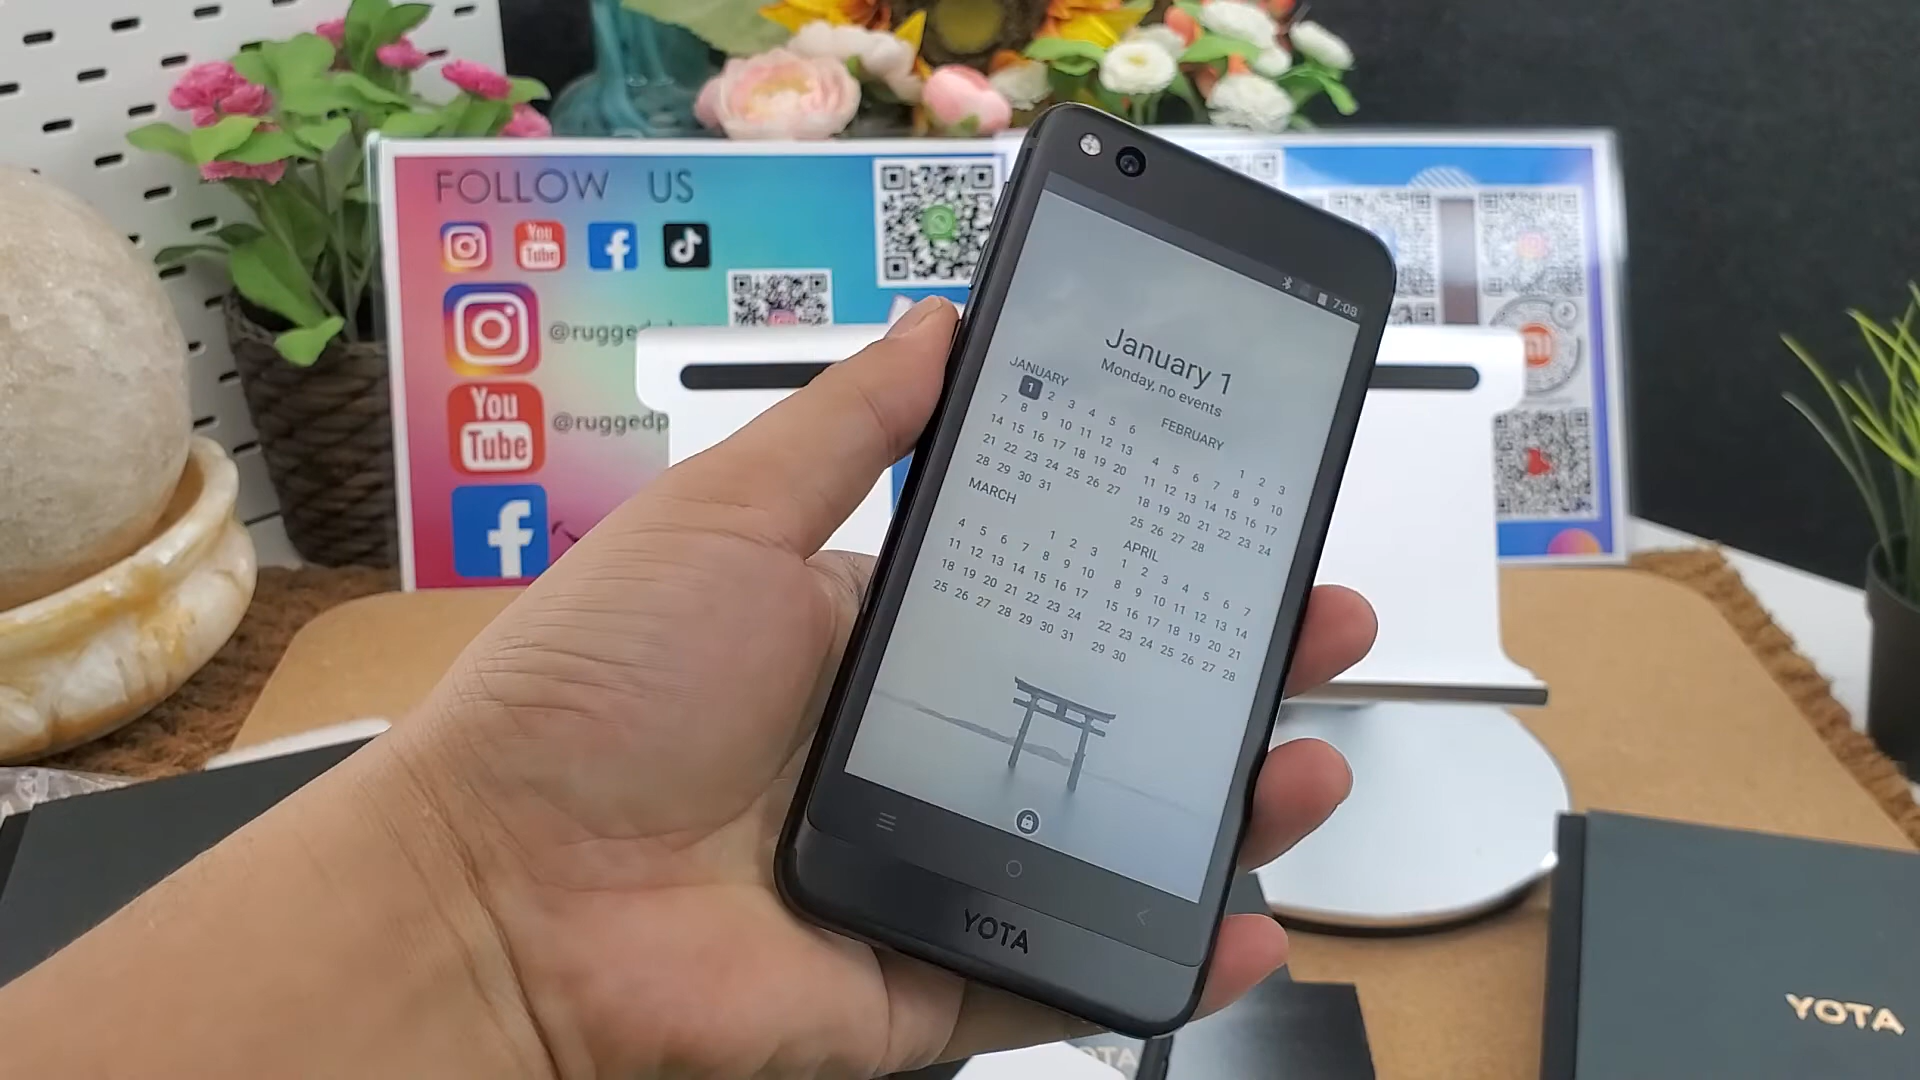 FOLLOW US
You
Tube
@rugged
You
Tube
@ruggedp
7:08
January 1
Monday, no events
JANUARY
1 2 3 4 5 6
7 8 9 10 11 12 13
14 15 16 17 18 19 20
21 22 23 24 25 26 27
28 29 30 31
FEBRUARY
1 2 3
4 5 6 7 8 9 10
11 12 13 14 15 16 17
18 19 20 21 22 23 24
25 26 27 28
MARCH
1 2 3
4 5 6 7 8 9 10
11 12 13 14 15 16 17
18 19 20 21 22 23 24
25 26 27 28 29 30 31
APRIL
1 2 3 4 5 6 7
8 9 10 11 12 13 14
15 16 17 18 19 20 21
22 23 24 25 26 27 28
29 30
YOTA
YOTA